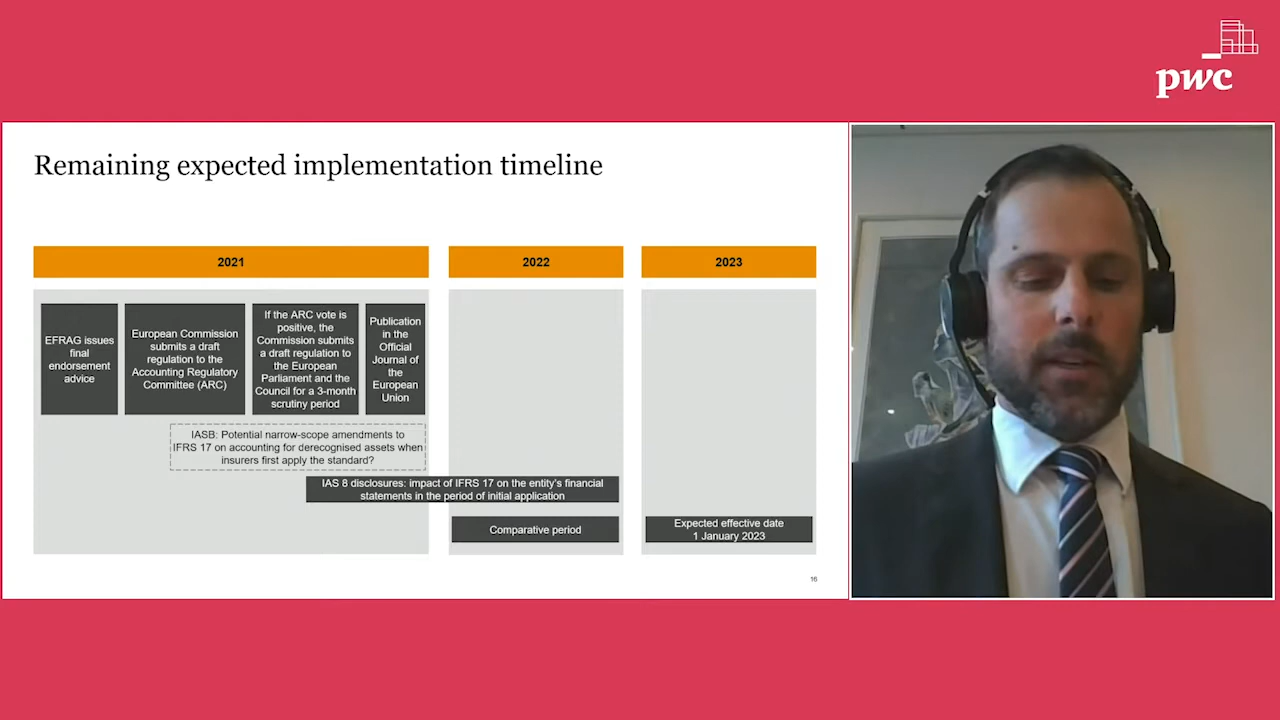 pwc
Remaining expected implementation timeline
2021
2022
2023
EFRAG issues
final
endorsement
advice
European Commission
submits a draft
regulation to the
Accounting Regulatory
Committee (ARC)
If the ARC vote is
positive, the
Commission submits
a draft regulation to
the European
Parliament and the
Council for a 3-month
scrutiny period
Publication
in the
Official
Journal of
the
European
Union
IASB: Potential narrow-scope amendments to
IFRS 17 on accounting for derecognised assets when
insurers first apply the standard?
IAS 8 disclosures: impact of IFRS 17 on the entity's financial
statements in the period of initial application
Comparative period
Expected effective date
1 January 2023
16